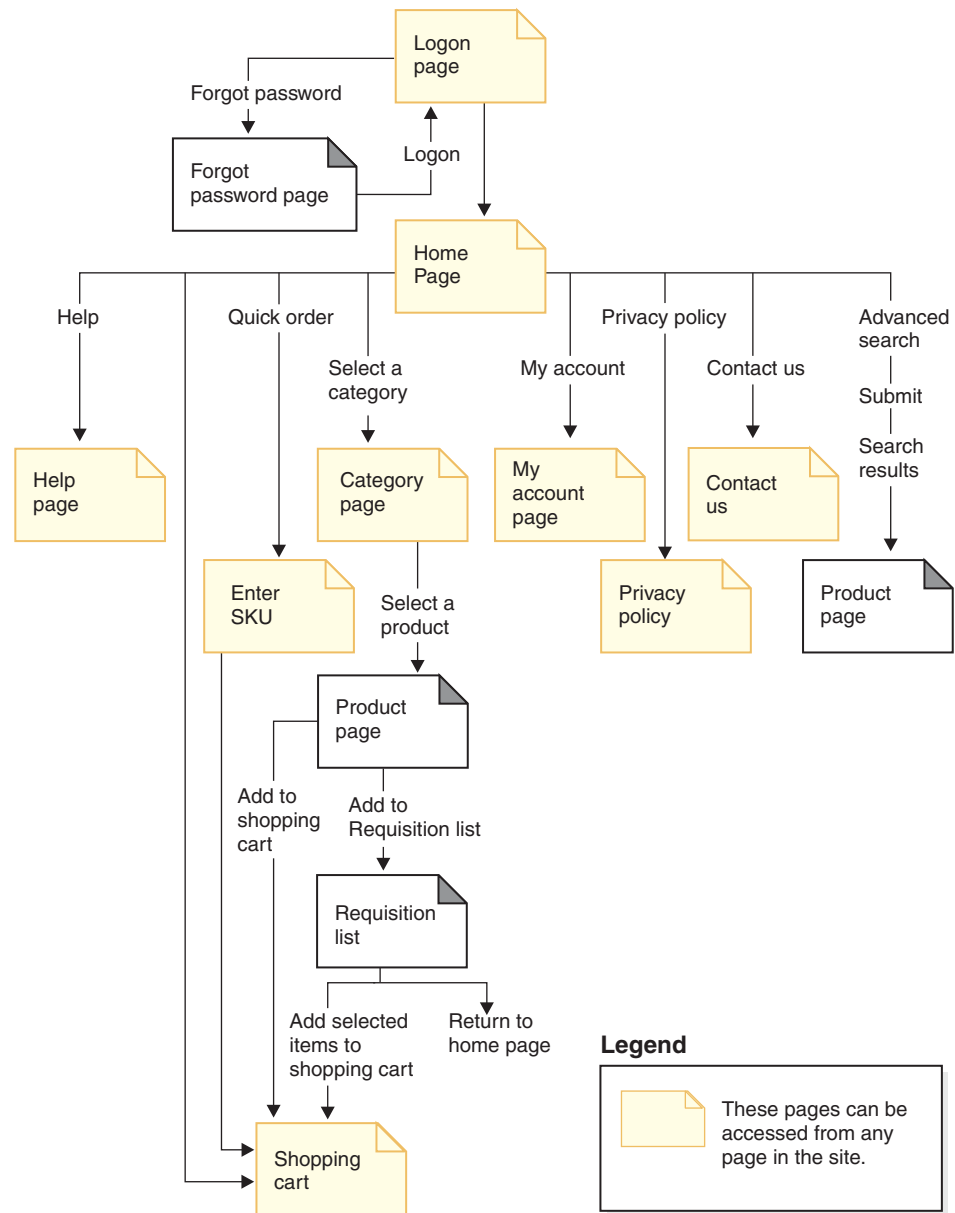 Logon
page
Forgot password
Logon
Forgot
password page
Home
Page
Help
Quick order
Select a
category
My account
Privacy policy
Contact us
Advanced
search
Submit
Search
results
Help
page
Category
page
My
account
page
Contact
us
Enter
SKU
Select a
product
Privacy
policy
Product
page
Product
page
Add to
shopping
cart
Add to
Requisition list
Requisition
list
Add selected
items to
shopping cart
Return to
home page
Shopping
cart
Legend
These pages can be
accessed from any
page in the site.